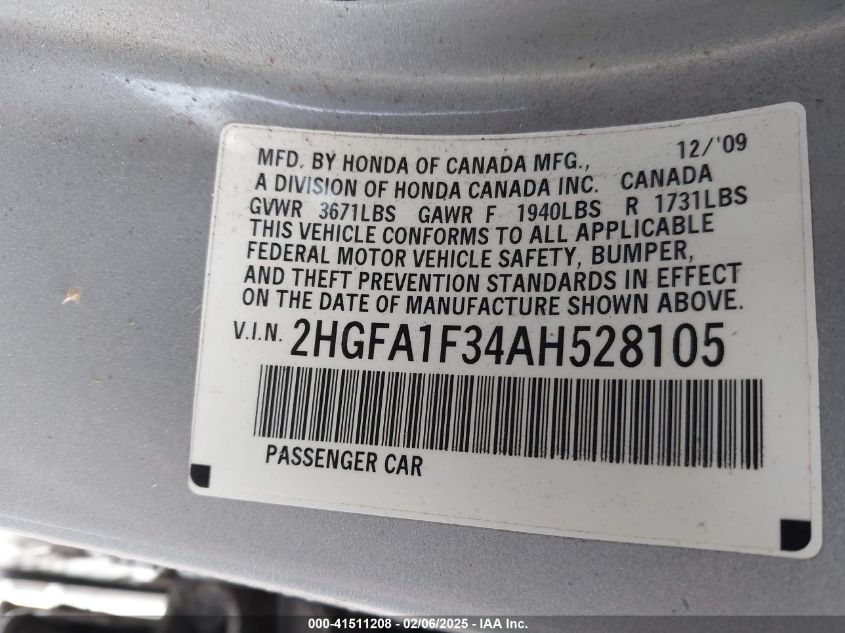 MFD. BY HONDA OF CANADA MFG., 12/'09
A DIVISION OF HONDA CANADA INC. CANADA
GVWR 3671LBS GAWR F 1940LBS R 1731LBS
THIS VEHICLE CONFORMS TO ALL APPLICABLE
FEDERAL MOTOR VEHICLE SAFETY, BUMPER,
AND THEFT PREVENTION STANDARDS IN EFFECT
ON THE DATE OF MANUFACTURE SHOWN ABOVE.
V.I.N. 2HGFA1F34AH528105
PASSENGER CAR
000-41511208 - 02/06/2025 - IAAI.com